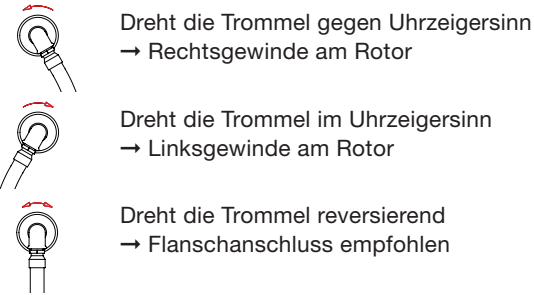 Dreht die Trommel gegen Uhrzeigersinn
➞ Rechtsgewinde am Rotor
Dreht die Trommel im Uhrzeigersinn
➞ Linksgewinde am Rotor
Dreht die Trommel reversierend
➞ Flanschanschluss empfohlen